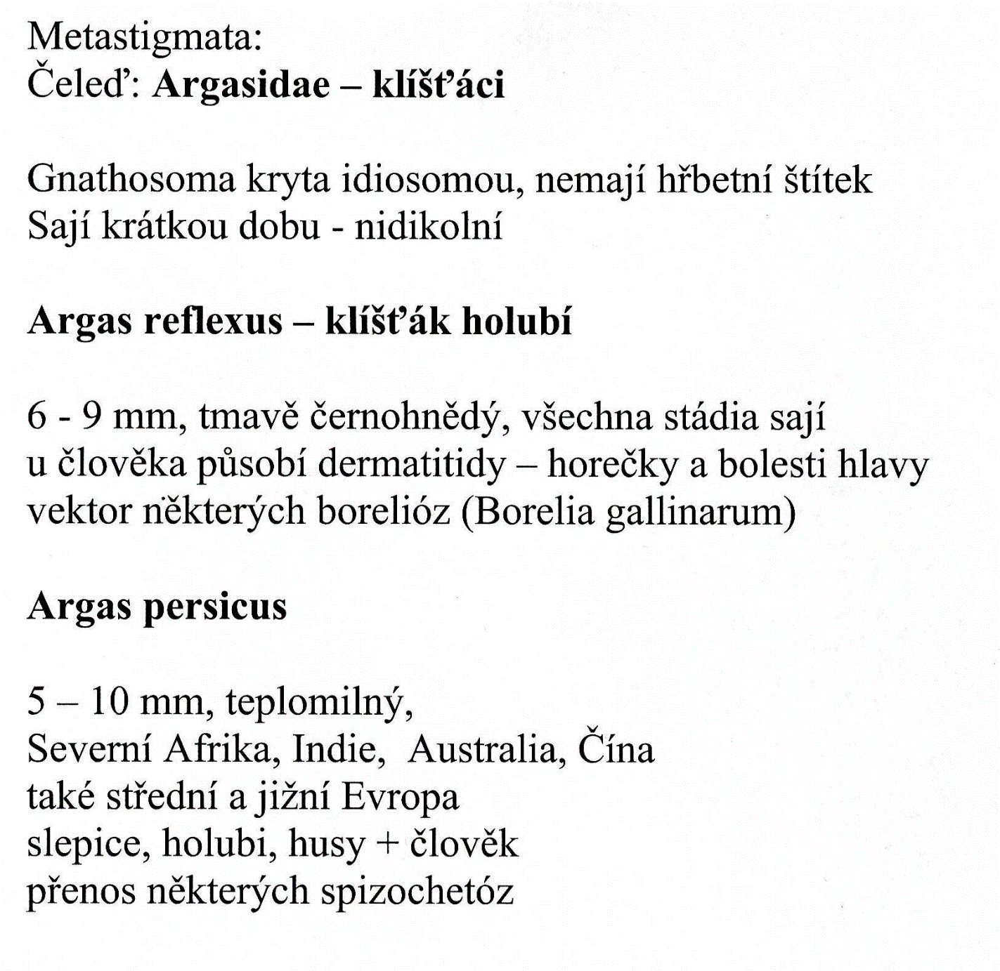 Metastigmata:
Čeleď: Argasidae – klíšťáci
Gnathosoma kryta idiosomou, nemají hřbetní štítek
Sají krátkou dobu - nidikolní
Argas reflexus – klíšťák holubí
6 - 9 mm, tmavě černohnědý, všechna stádia sají
u člověka působí dermatitidy – horečky a bolesti hlavy
vektor některých borelióz (Borelia gallinarum)
Argas persicus
5 – 10 mm, teplomilný,
Severní Afrika, Indie,  Australia, Čína
také střední a jižní Evropa
slepice, holubi, husy + člověk
přenos některých spizochetóz